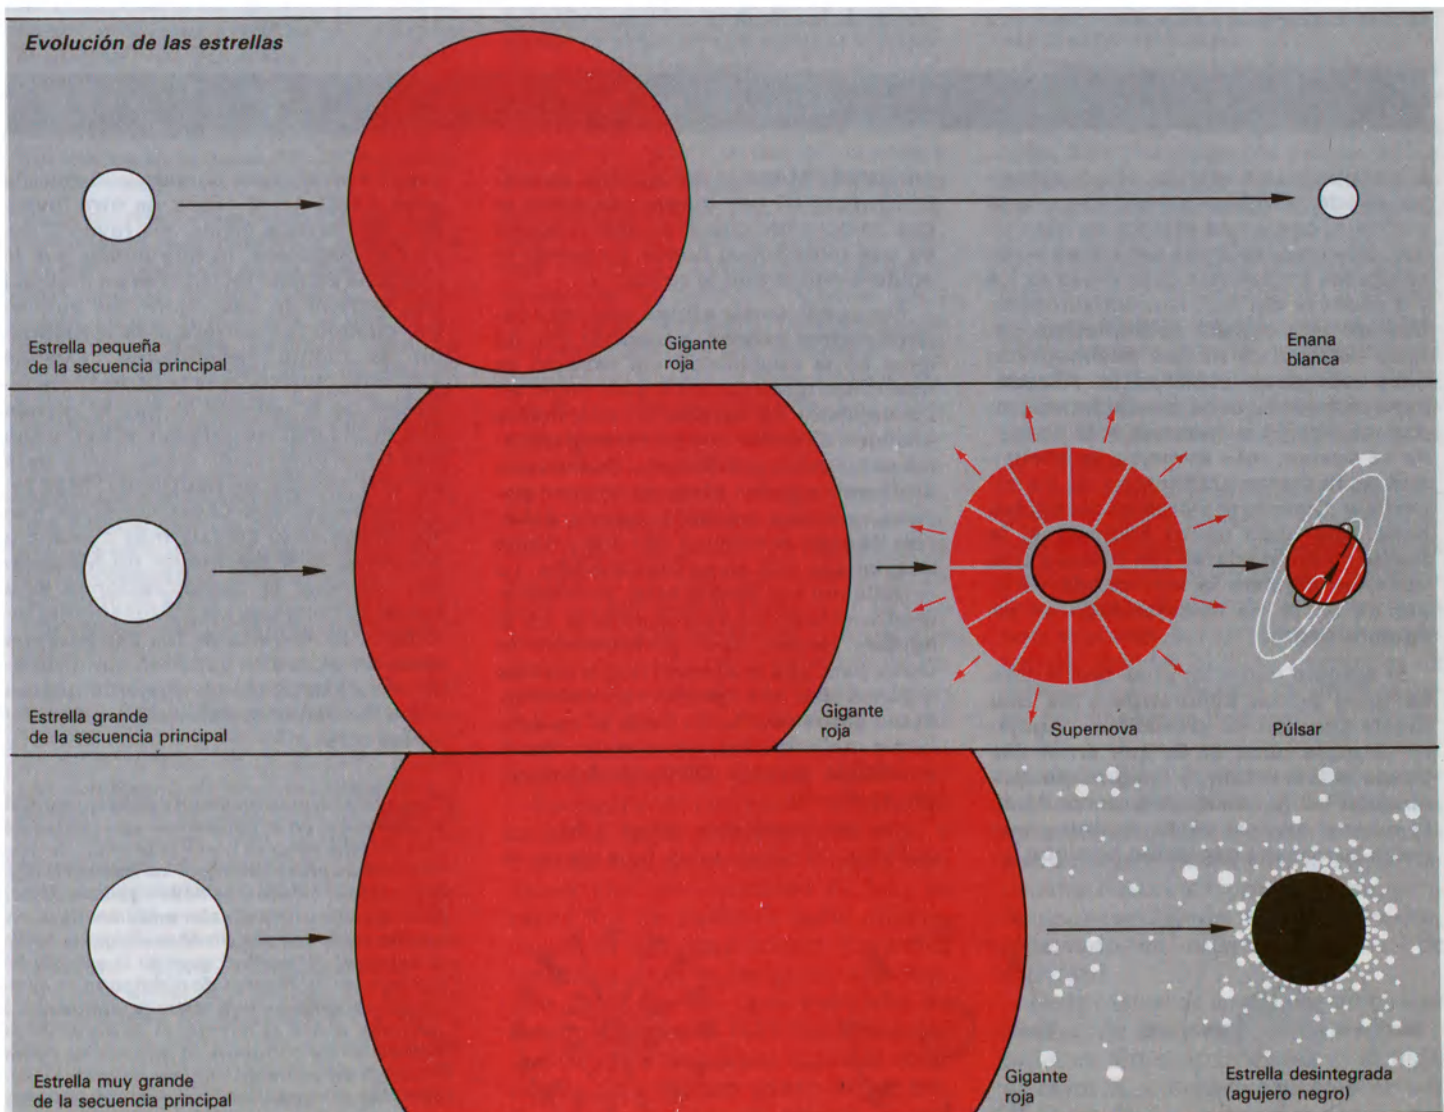 Evolución de las estrellas
Estrella pequeña
de la secuencia principal
Gigante
roja
Enana
blanca
Estrella grande
de la secuencia principal
Gigante
roja
Supernova
Púlsar
Estrella muy grande
de la secuencia principal
Gigante
roja
Estrella desintegrada
(agujero negro)